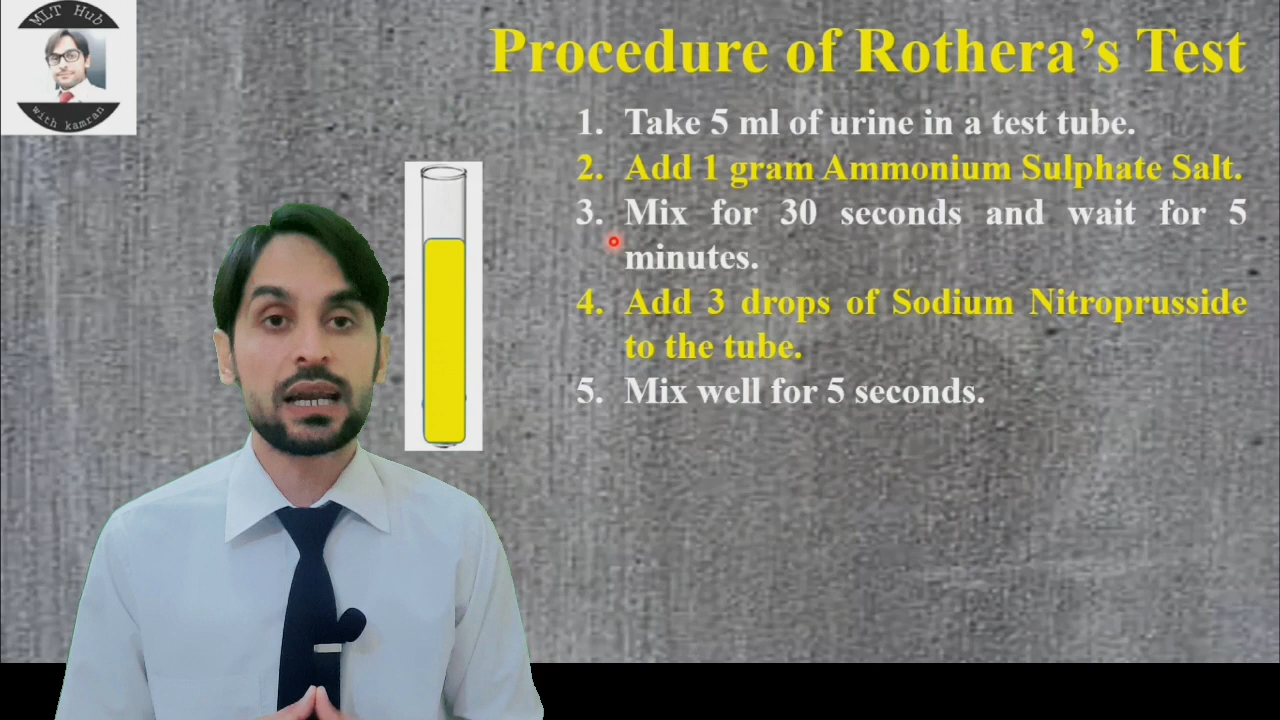 MLT Hub
with kamran
Procedure of Rothera's Test
1. Take 5 ml of urine in a test tube.
2. Add 1 gram Ammonium Sulphate Salt.
3. Mix for 30 seconds and wait for 5
minutes.
4. Add 3 drops of Sodium Nitroprusside
to the tube.
5. Mix well for 5 seconds.